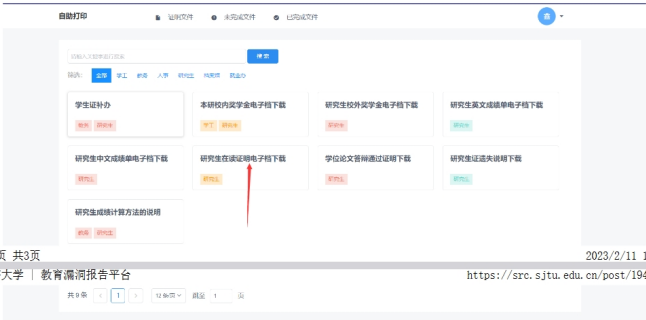 自助打印 证明文件 未完成文件 已完成文件
搜索
筛选: 全部 学工 教务 人事 研究生 档案馆 就业办
学生证补办 本研校内奖学金电子档下载 研究生校外奖学金电子档下载 研究生英文成绩单电子档下载
教务 研究生 学工 研究生 研究生 研究生
研究生中文成绩单电子档下载 研究生在读证明电子档下载 学位论文答辩通过证明下载 研究生证遗失说明下载
研究生 研究生 研究生 研究生
研究生成绩计算方法的说明
教务 研究生
页 共3页 2023/2/11 1
大学 | 教育漏洞报告平台 https://src.sjtu.edu.cn/post/194
共 9 条 < 1 > 12 条/页 跳至 1 页